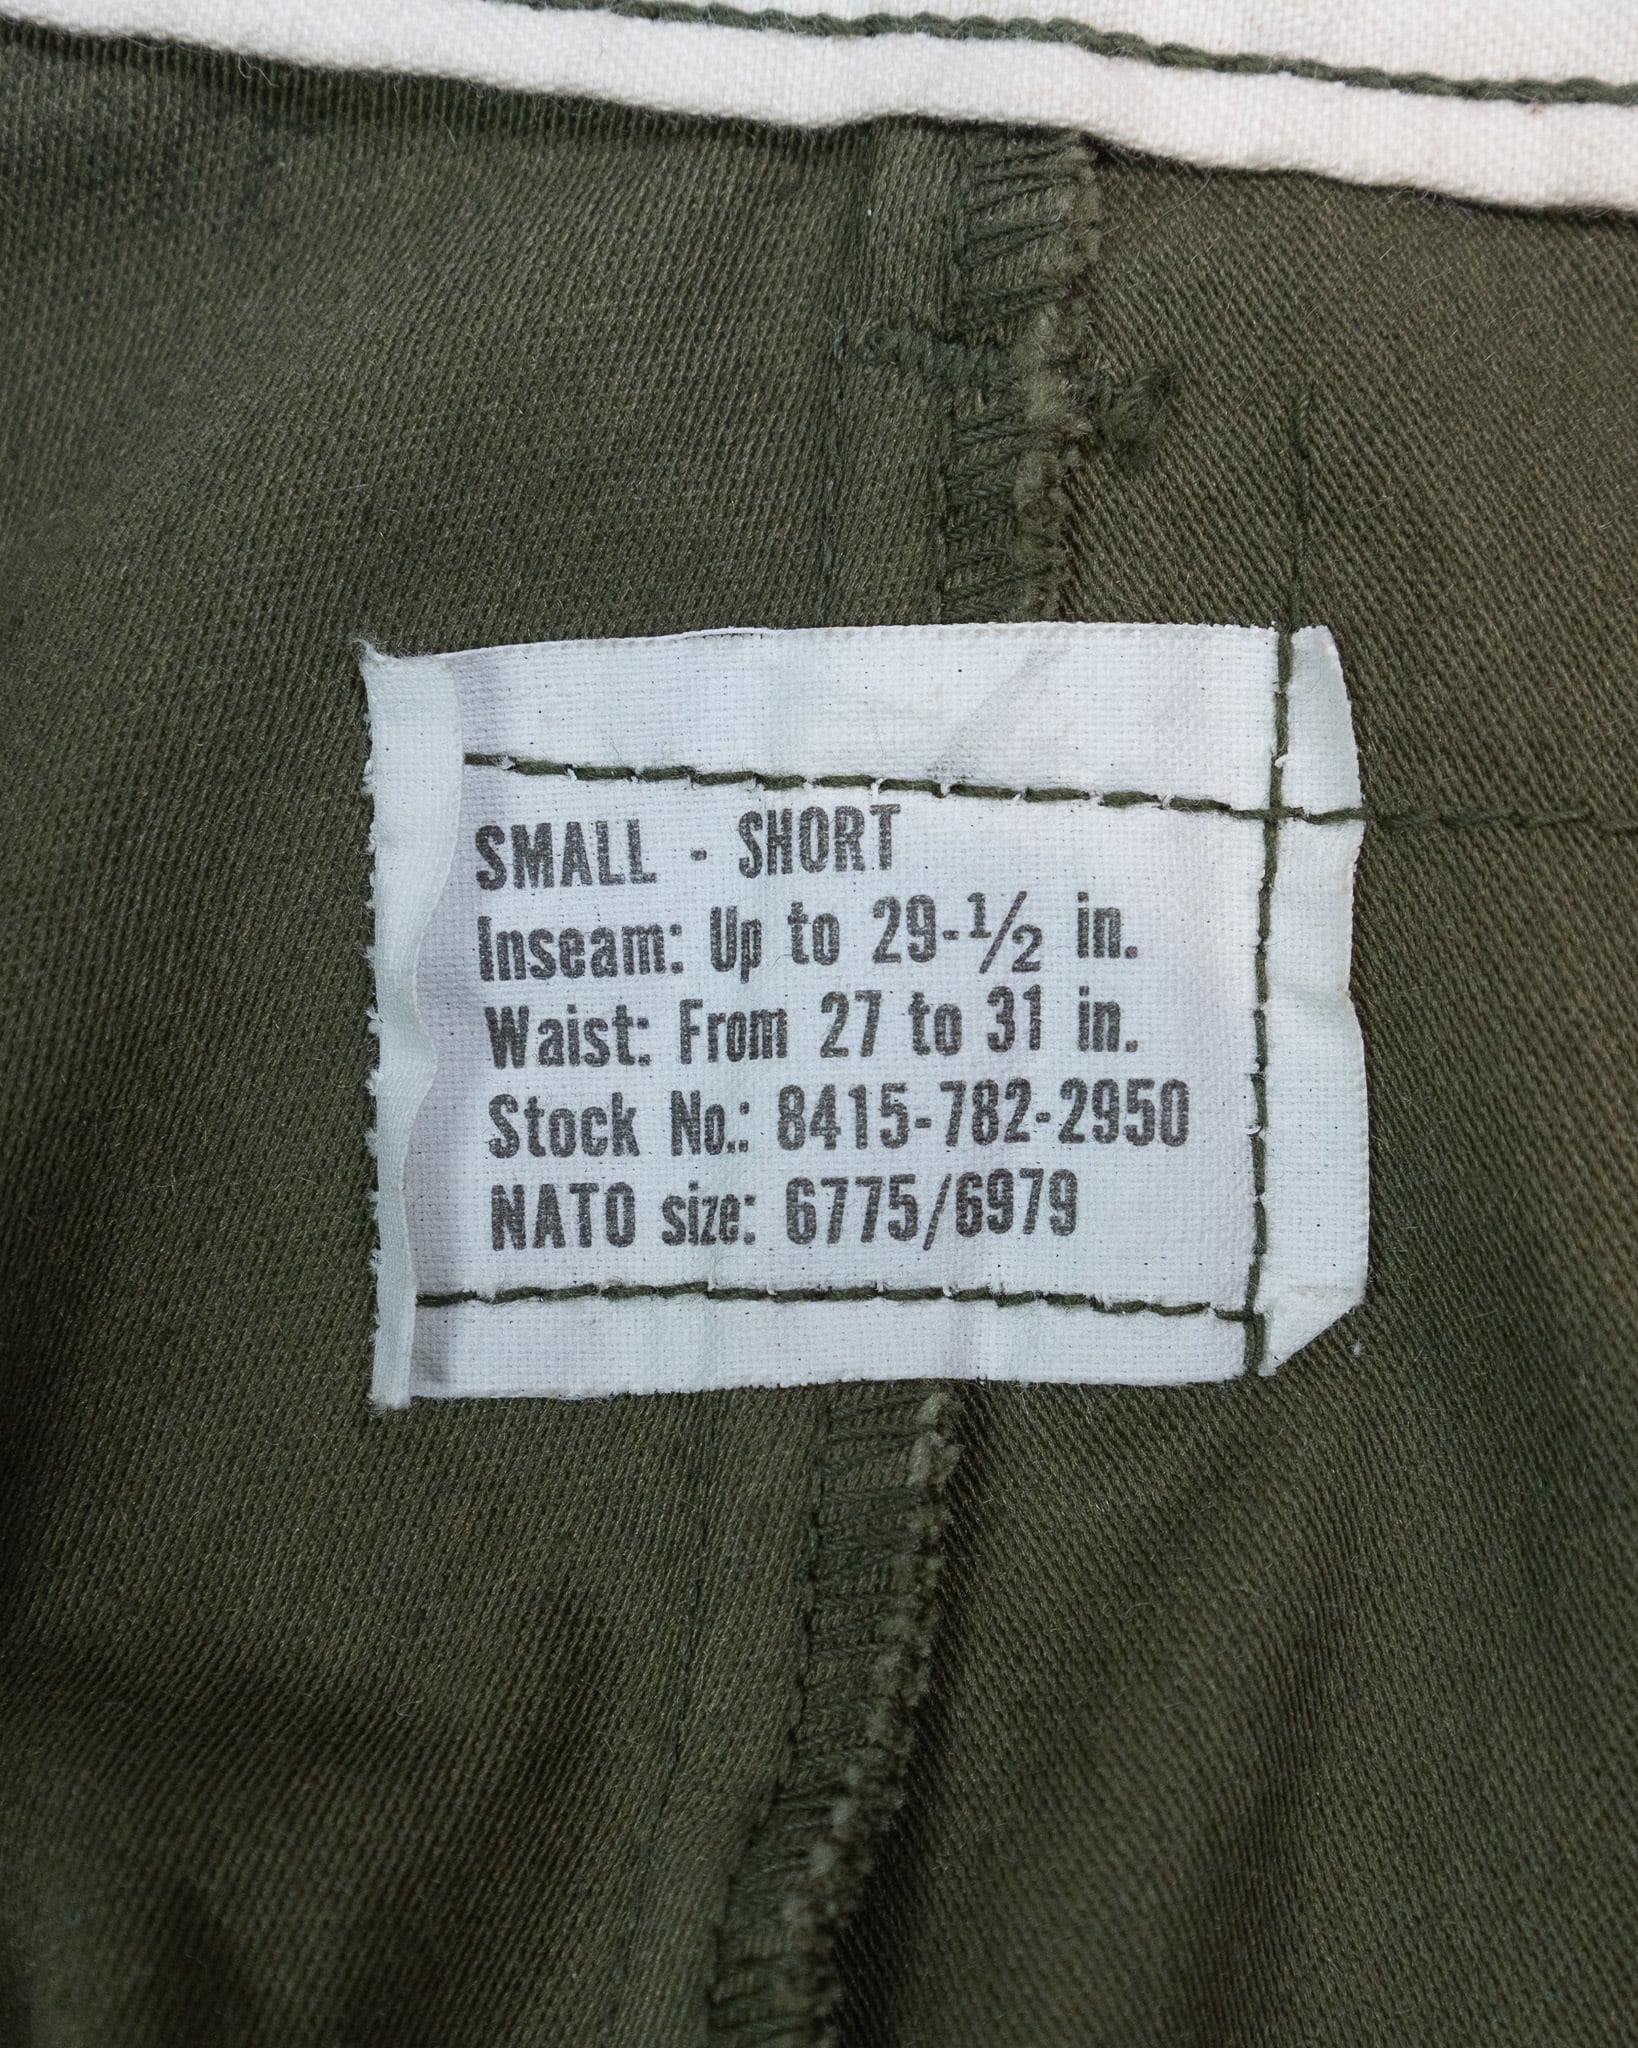 SMALL - SHORT
Inseam: Up to 29-1/2 in.
Waist: From 27 to 31 in.
Stock No.: 8415-782-2950
NATO size: 6775/6979